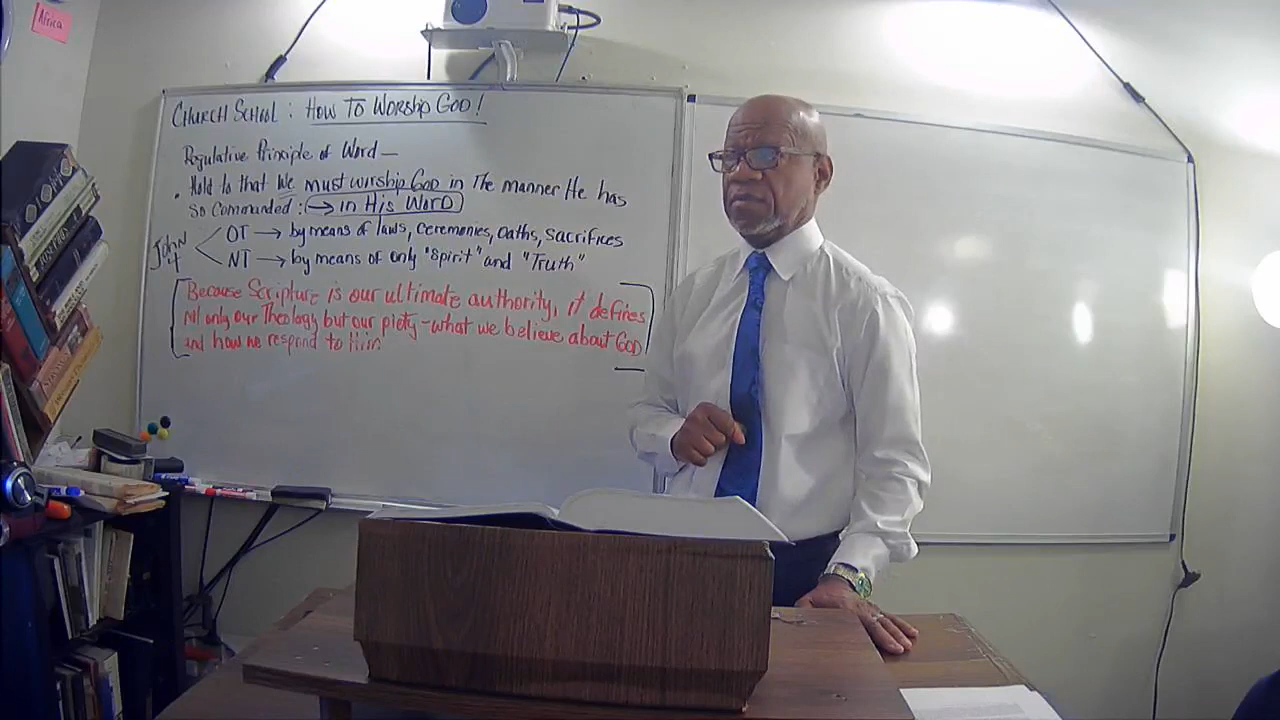 Africa
CHURCH SCHOOL : HOW TO WORSHIP GOD!
Regulative Principle of Word —
• Hold to that We must worship God in The manner He has
So Commanded : → in His WORD
John 4
OT → by means of laws, ceremonies, Oaths, SACRIFICES
NT → by means of only "Spirit" and "Truth"
[Because Scripture is our ultimate authority, it defines
not only our Theology but our piety - what we believe about GOD
and how we respond to Him]